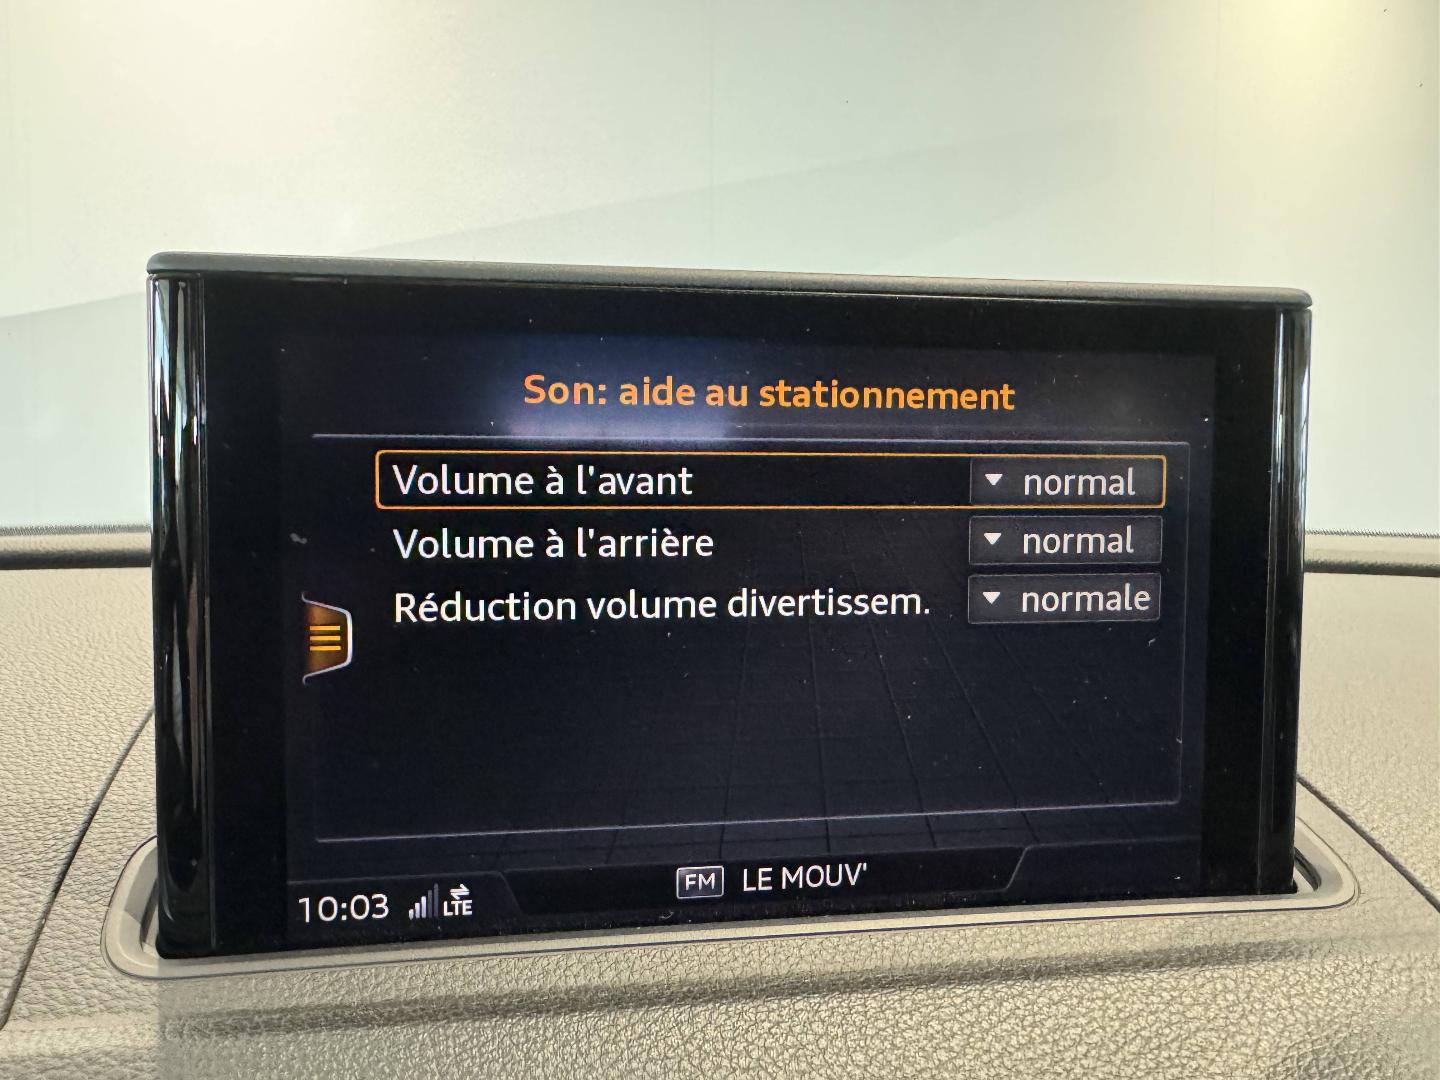 Son: aide au stationnement
Volume à l'avant normal
Volume à l'arrière normal
Réduction volume divertissem. normale
10:03 LTE FM LE MOUV'